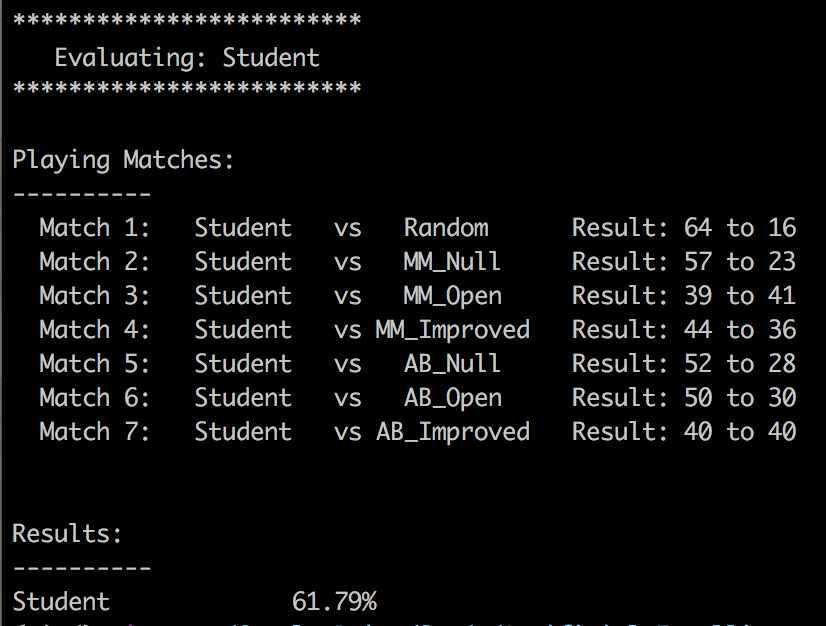 *************************
Evaluating: Student
*************************
Playing Matches:
----------
Match 1: Student vs Random Result: 64 to 16
Match 2: Student vs MM_Null Result: 57 to 23
Match 3: Student vs MM_Open Result: 39 to 41
Match 4: Student vs MM_Improved Result: 44 to 36
Match 5: Student vs AB_Null Result: 52 to 28
Match 6: Student vs AB_Open Result: 50 to 30
Match 7: Student vs AB_Improved Result: 40 to 40
Results:
----------
Student 61.79%